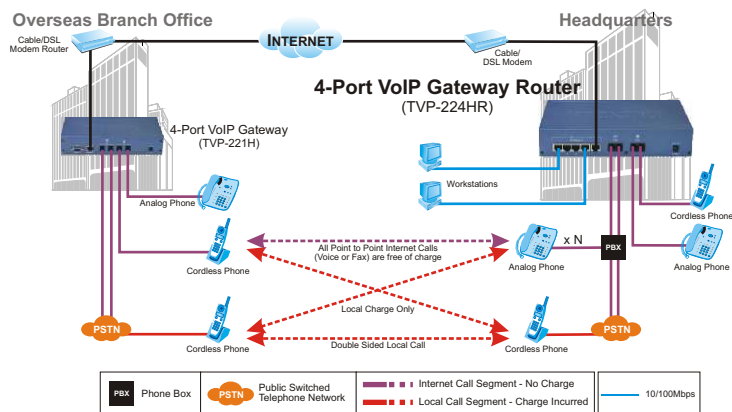 Overseas Branch Office
Headquarters
Cable/DSL
Modem Router
INTERNET
Cable/
DSL Modem
4-Port VoIP Gateway Router
(TVP-224HR)
4-Port VoIP Gateway
(TVP-221H)
Workstations
Analog Phone
Cordless Phone
x N
PBX
All Point to Point Internet Calls
(Voice or Fax) are free of charge
Cordless Phone
Analog Phone
Analog Phone
Local Charge Only
PSTN
Cordless Phone
Double Sided Local Call
Cordless Phone
PSTN
PBX
Phone Box
PSTN
Public Switched
Telephone Network
Internet Call Segment - No Charge
Local Call Segment - Charge Incurred
10/100Mbps